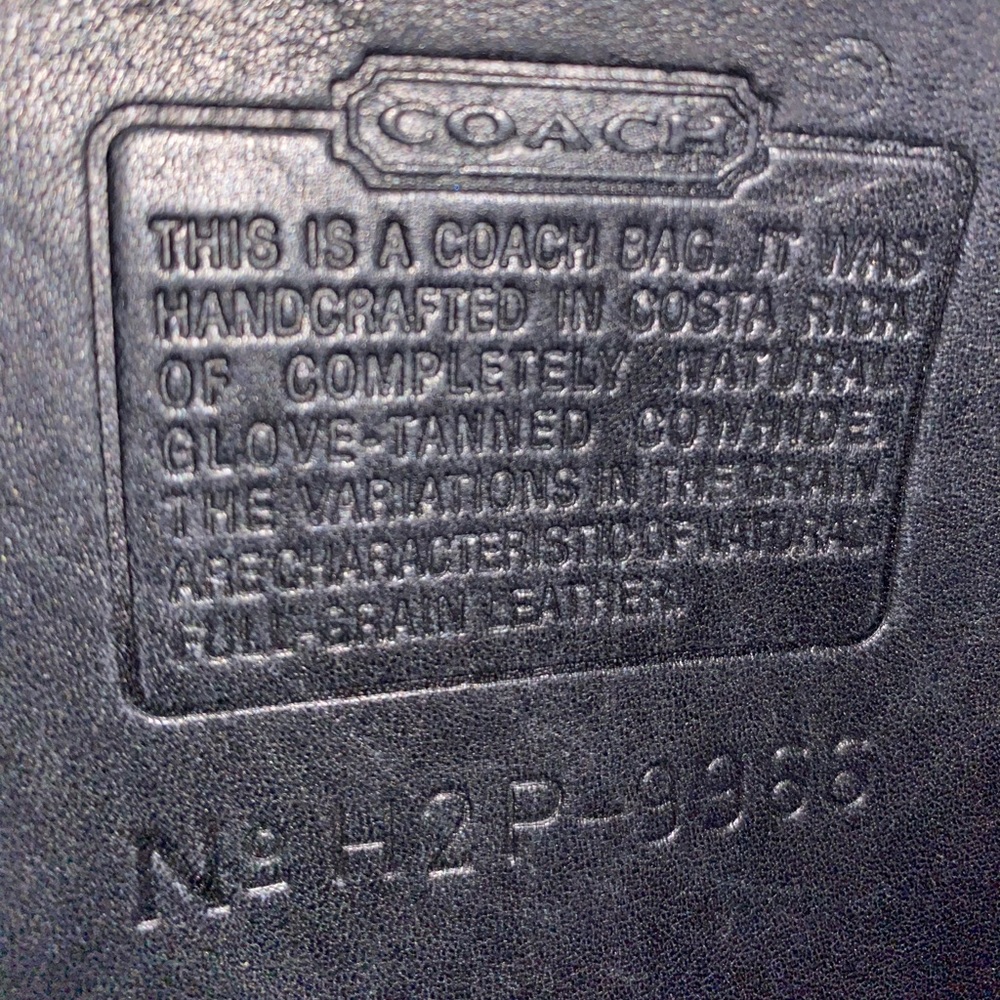 COACH
THIS IS A COACH BAG. IT WAS
HANDCRAFTED IN COSTA RICA
OF COMPLETELY NATURAL
GLOVE-TANNED COWHIDE.
THE VARIATIONS IN THE GRAIN
ARE CHARACTERISTIC OF NATURAL
FULL-GRAIN LEATHER.
No H2P-9966